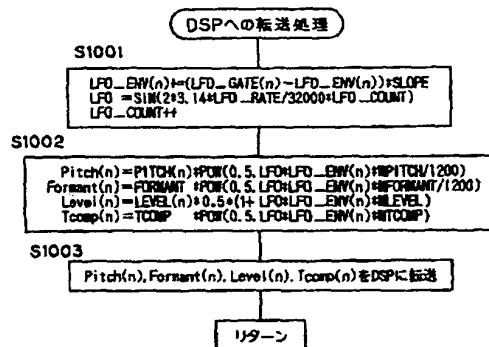 DSPへの転送処理
S1001
LFO_ENV(n)+=(LFO_GATE(n)-LFO_ENV(n))*SLOPE
LFO =SIN(2*3.14*LFO_RATE/32000*LFO_COUNT)
LFO_COUNT++
S1002
Pitch(n)=PITCH(n)*POW(0.5,LFO*LFO_ENV(n)*MPITCH/1200)
Formant(n)=FORMANT *POW(0.5,LFO*LFO_ENV(n)*MFORMANT/1200)
Level(n)=LEVEL(n)*0.5*(1+LFO*LFO_ENV(n)*MLEVEL)
Tcomp(n)=TCOMP *POW(0.5,LFO*LFO_ENV(n)*MTCOMP)
S1003
Pitch(n),Formant(n),Level(n),Tcomp(n)をDSPに転送
リターン